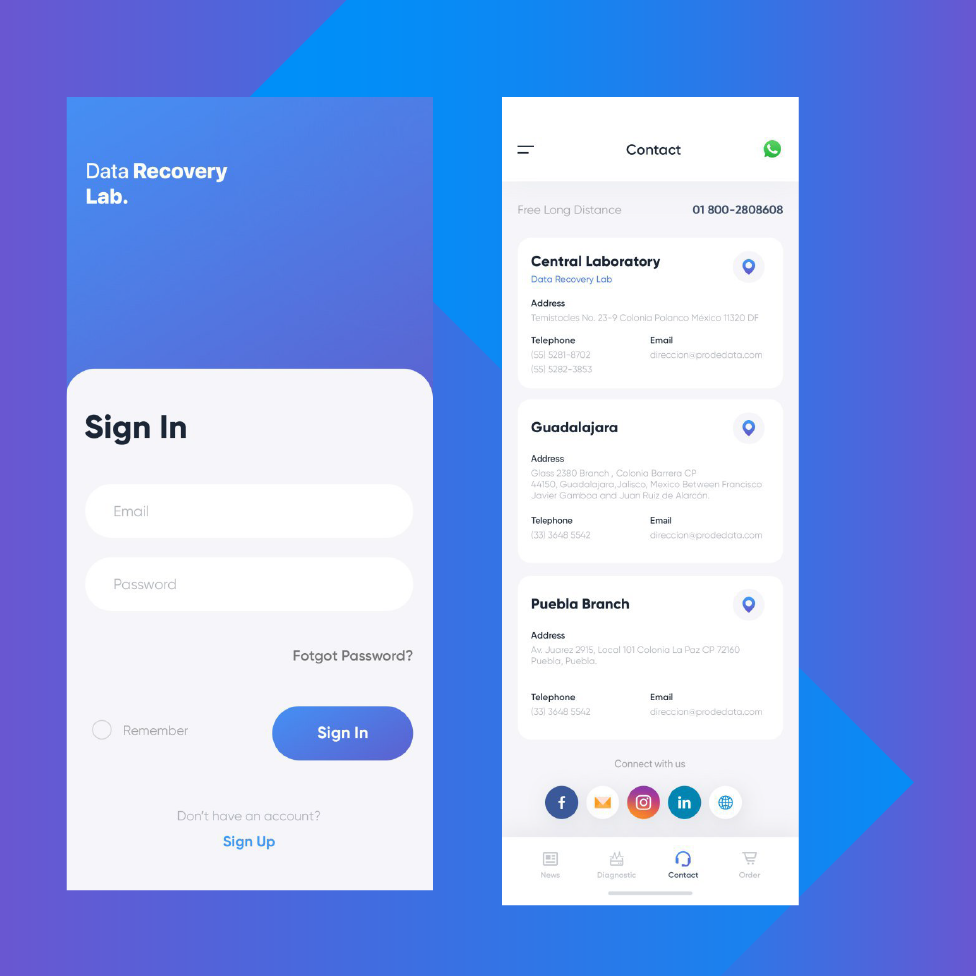 Data Recovery
Lab.
Sign In
Email
Password
Fotgot Password?
Remember
Sign In
Don't have an account?
Sign Up
Contact
Free Long Distance
01 800-2808608
Central Laboratory
Data Recovery Lab
Address
Temistocles No. 23-9 Colonia Polanco México 11320 DF
Telephone
Email
(55) 5281-8702
direccion@prodedata.com
(55) 5282-3853
Guadalajara
Address
Glass 2380 Branch , Colonia Barrera CP
44150, Guadalajara,Jalisco, Mexico Between Francisco
Javier Gamboa and Juan Ruiz de Alarcón.
Telephone
Email
(33) 3648 5542
direccion@prodedata.com
Puebla Branch
Address
Av. Juarez 2915, Local 101 Colonia La Paz CP 72160
Puebla, Puebla.
Telephone
Email
(33) 3648 5542
direccion@prodedata.com
Connect with us
f
in
News
Diagnostic
Contact
Order